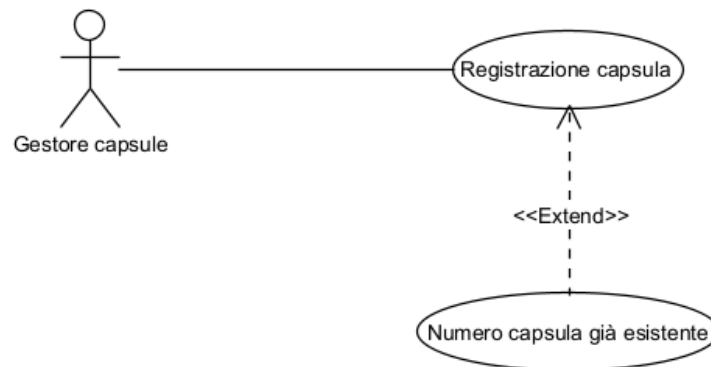 Registrazione capsula
Gestore capsule
<<Extend>>
Numero capsula già esistente